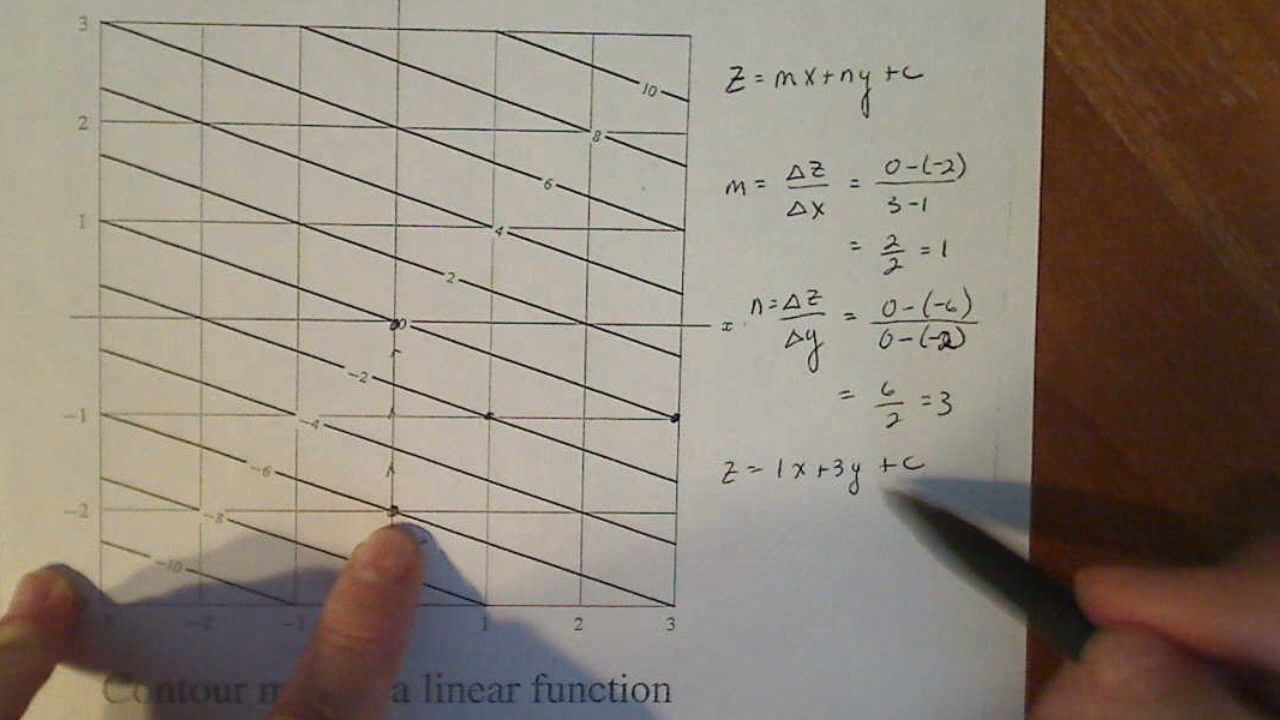 3
10
z = mx+ny+c
2
8
6
m = Δz/Δx = 0-(-2)/3-1
1
4
= 2/2 = 1
2
n = Δz/Δy = 0-(-6)/0-(-2)
0
x
-2
-1
-4
= 6/2 = 3
-6
z = 1x+3y+c
-2
-8
-10
-2 -1 1 2 3
Contour a linear function